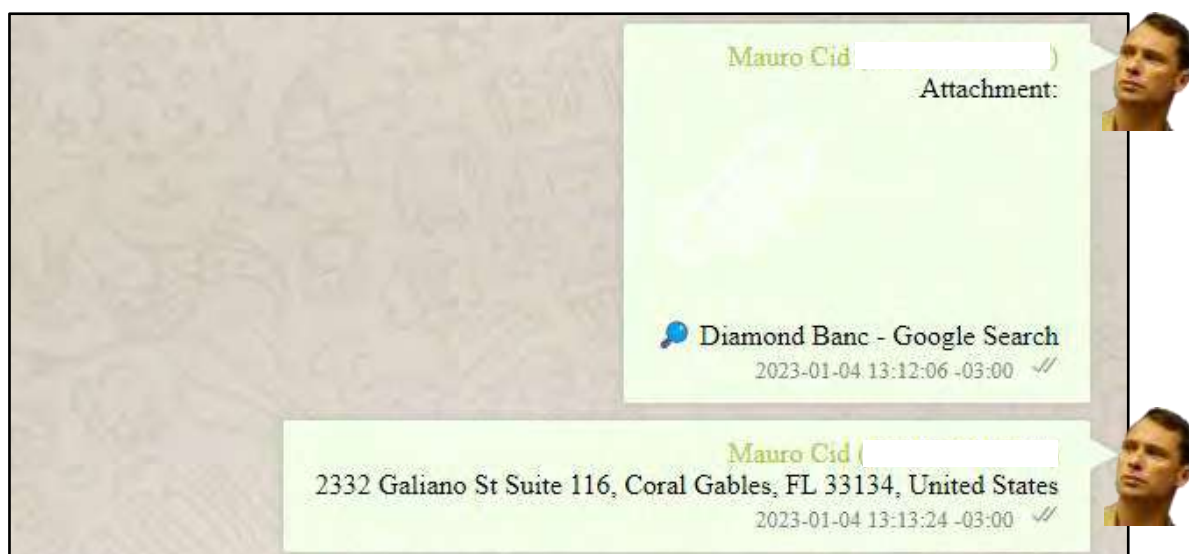 Mauro Cid ( )
Attachment:
🔎 Diamond Banc - Google Search
2023-01-04 13:12:06 -03:00
Mauro Cid (
2332 Galiano St Suite 116, Coral Gables, FL 33134, United States
2023-01-04 13:13:24 -03:00